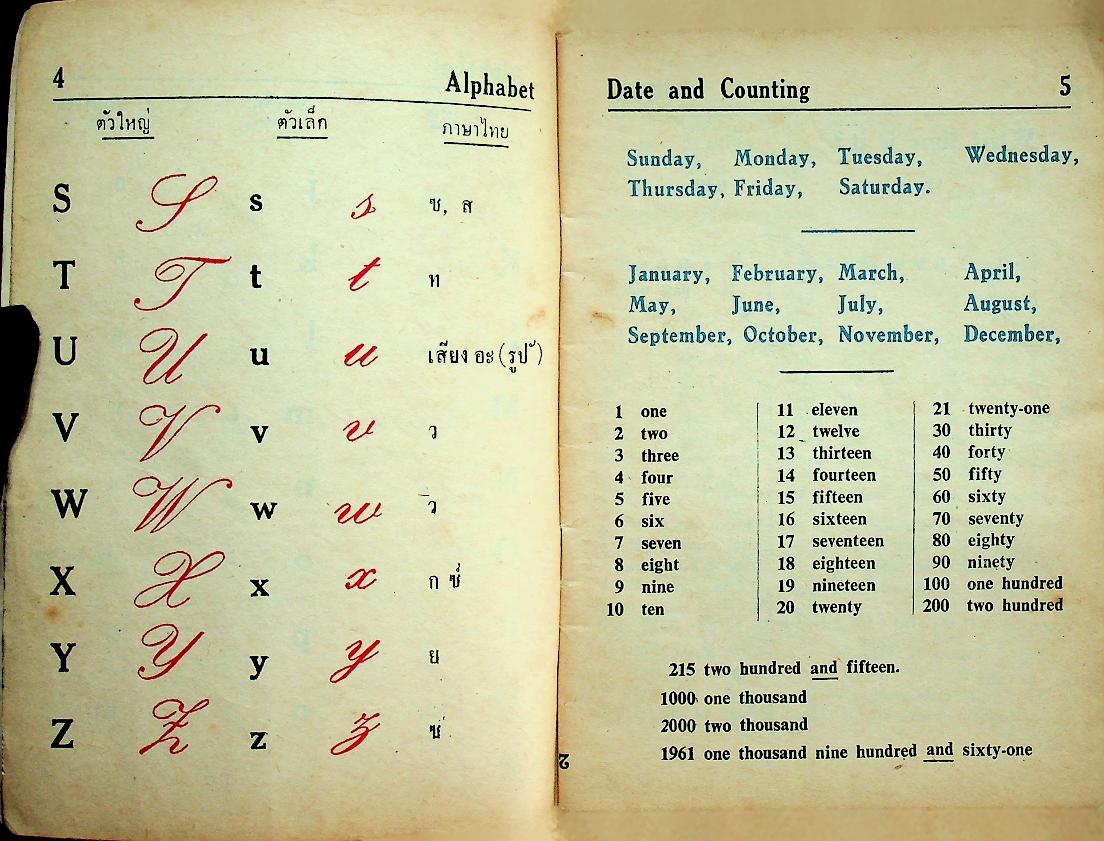 4 Alphabet
ตัวใหญ่ ตัวเล็ก ภาษาไทย
S S s s ซ, ส
T T t t ท
U U u u เสียง อะ (รูป ั)
V V v v ว
W W w w ว
X X x x ก ซ์
Y Y y y ย
Z Z z z ซ
Date and Counting 5
Sunday, Monday, Tuesday, Wednesday,
Thursday, Friday, Saturday.
January, February, March, April,
May, June, July, August,
September, October, November, December,
1 one 11 eleven 21 twenty-one
2 two 12 twelve 30 thirty
3 three 13 thirteen 40 forty
4 four 14 fourteen 50 fifty
5 five 15 fifteen 60 sixty
6 six 16 sixteen 70 seventy
7 seven 17 seventeen 80 eighty
8 eight 18 eighteen 90 ninety
9 nine 19 nineteen 100 one hundred
10 ten 20 twenty 200 two hundred
215 two hundred and fifteen.
1000 one thousand
2000 two thousand
1961 one thousand nine hundred and sixty-one